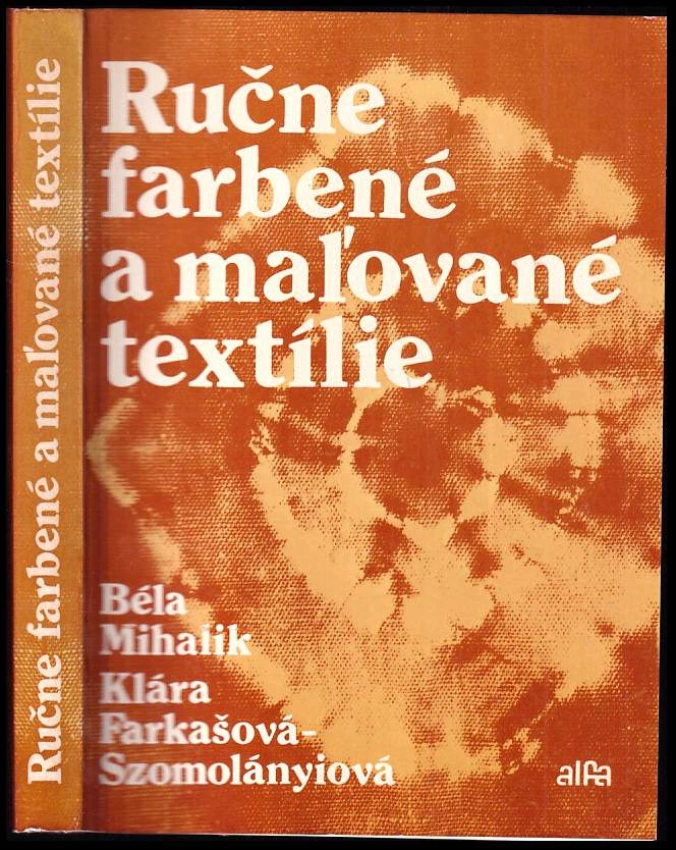 Ručne farbené a maľované textílie
Ručne
farbené
a maľované
textílie
Béla
Mihalik
Klára
Farkašová-
Szomolányiová
alfa